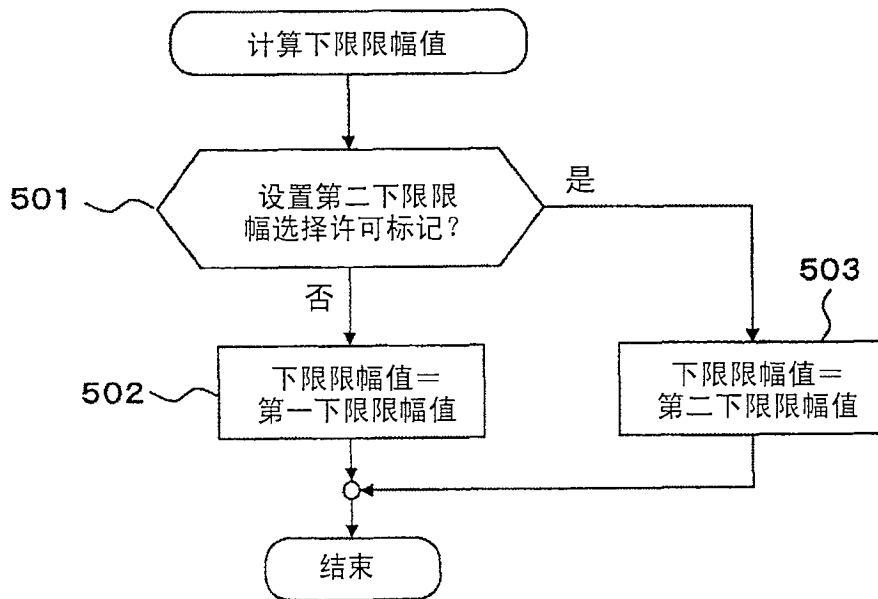 计算下限限幅值
501
设置第二下限限
幅选择许可标记？
是
否
503
502
下限限幅值＝
第一下限限幅值
下限限幅值＝
第二下限限幅值
结束